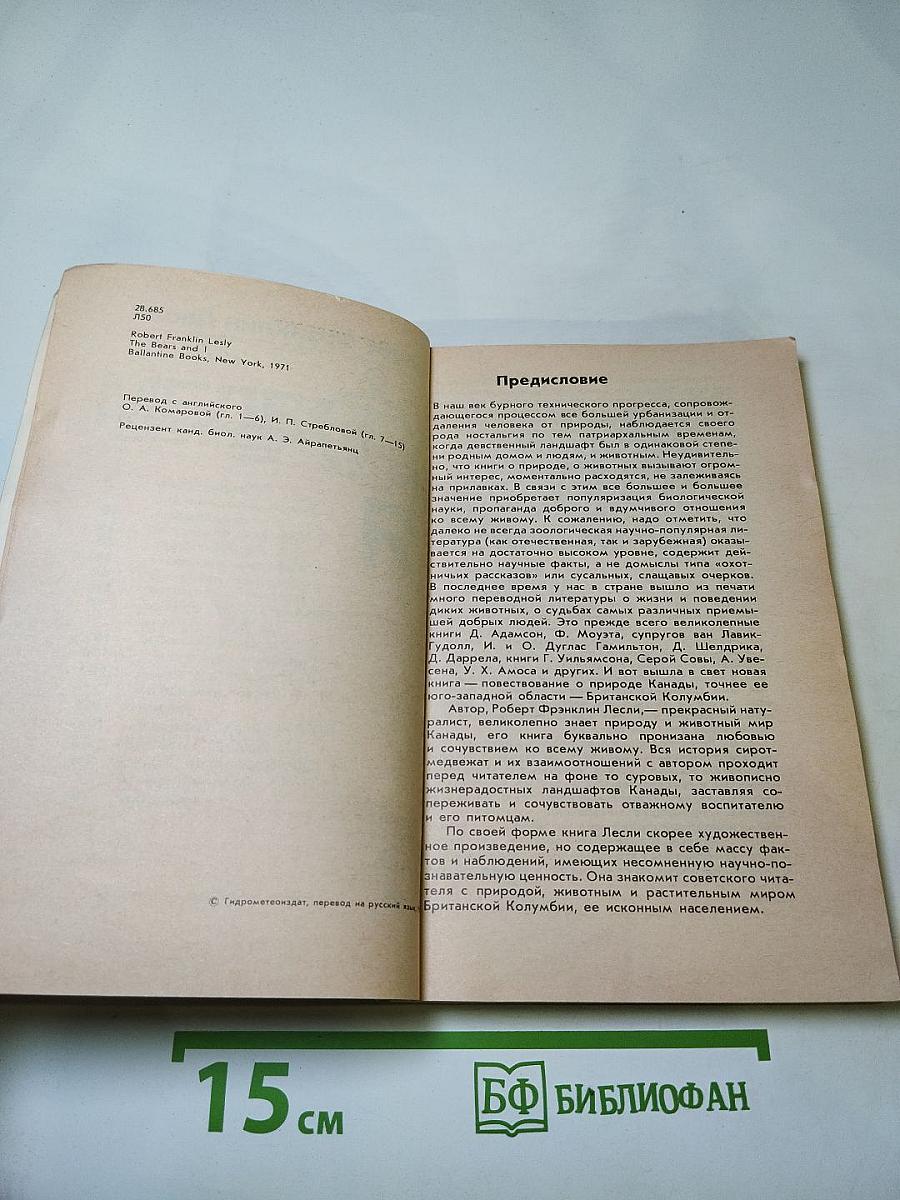 28.685
Л50
Robert Franklin Lesly
The Bears and I
Ballantine Books, New York, 1971
Перевод с английского
О. А. Комаровой (гл. 1—6), И. П. Стребловой (гл. 7—15)
Рецензент канд. биол. наук А. Э. Айрапетьянц
© Гидрометеоиздат, перевод на русский язык,
Предисловие
В наш век бурного технического прогресса, сопровож-
дающегося процессом все большей урбанизации и от-
даления человека от природы, наблюдается своего
рода ностальгия по тем патриархальным временам,
когда девственный ландшафт был в одинаковой степе-
ни родным домом и людям, и животным. Неудивитель-
но, что книги о природе, о животных вызывают огром-
ный интерес, моментально расходятся, не залеживаясь
на прилавках. В связи с этим все большее и большее
значение приобретает популяризация биологической
науки, пропаганда доброго и вдумчивого отношения
ко всему живому. К сожалению, надо отметить, что
далеко не всегда зоологическая научно-популярная ли-
тература (как отечественная, так и зарубежная) оказы-
вается на достаточно высоком уровне, содержит дей-
ствительно научные факты, а не домыслы типа «охот-
ничьих рассказов» или сусальных, слащавых очерков.
В последнее время у нас в стране вышло из печати
много переводной литературы о жизни и поведении
диких животных, о судьбах самых различных приемы-
шей добрых людей. Это прежде всего великолепные
книги Д. Адамсон, Ф. Моуэта, супругов ван Лавик-
Гудолл, И. и О. Дуглас Гамильтон, Д. Шелдрика,
Д. Даррела, книги Г. Уильямсона, Серой Совы, А. Уве-
сена, У. Х. Амоса и других. И вот вышла в свет новая
книга — повествование о природе Канады, точнее ее
юго-западной области — Британской Колумбии.
Автор, Роберт Фрэнклин Лесли,— прекрасный нату-
ралист, великолепно знает природу и животный мир
Канады, его книга буквально пронизана любовью
и сочувствием ко всему живому. Вся история сирот-
медвежат и их взаимоотношений с автором проходит
перед читателем на фоне то суровых, то живописно
жизнерадостных ландшафтов Канады, заставляя со-
переживать и сочувствовать отважному воспитателю
и его питомцам.
По своей форме книга Лесли скорее художествен-
ное произведение, но содержащее в себе массу фак-
тов и наблюдений, имеющих несомненную научно-по-
знавательную ценность. Она знакомит советского чита-
теля с природой, животным и растительным миром
Британской Колумбии, ее исконным населением.
15 см
БФ БИБЛИОФАН